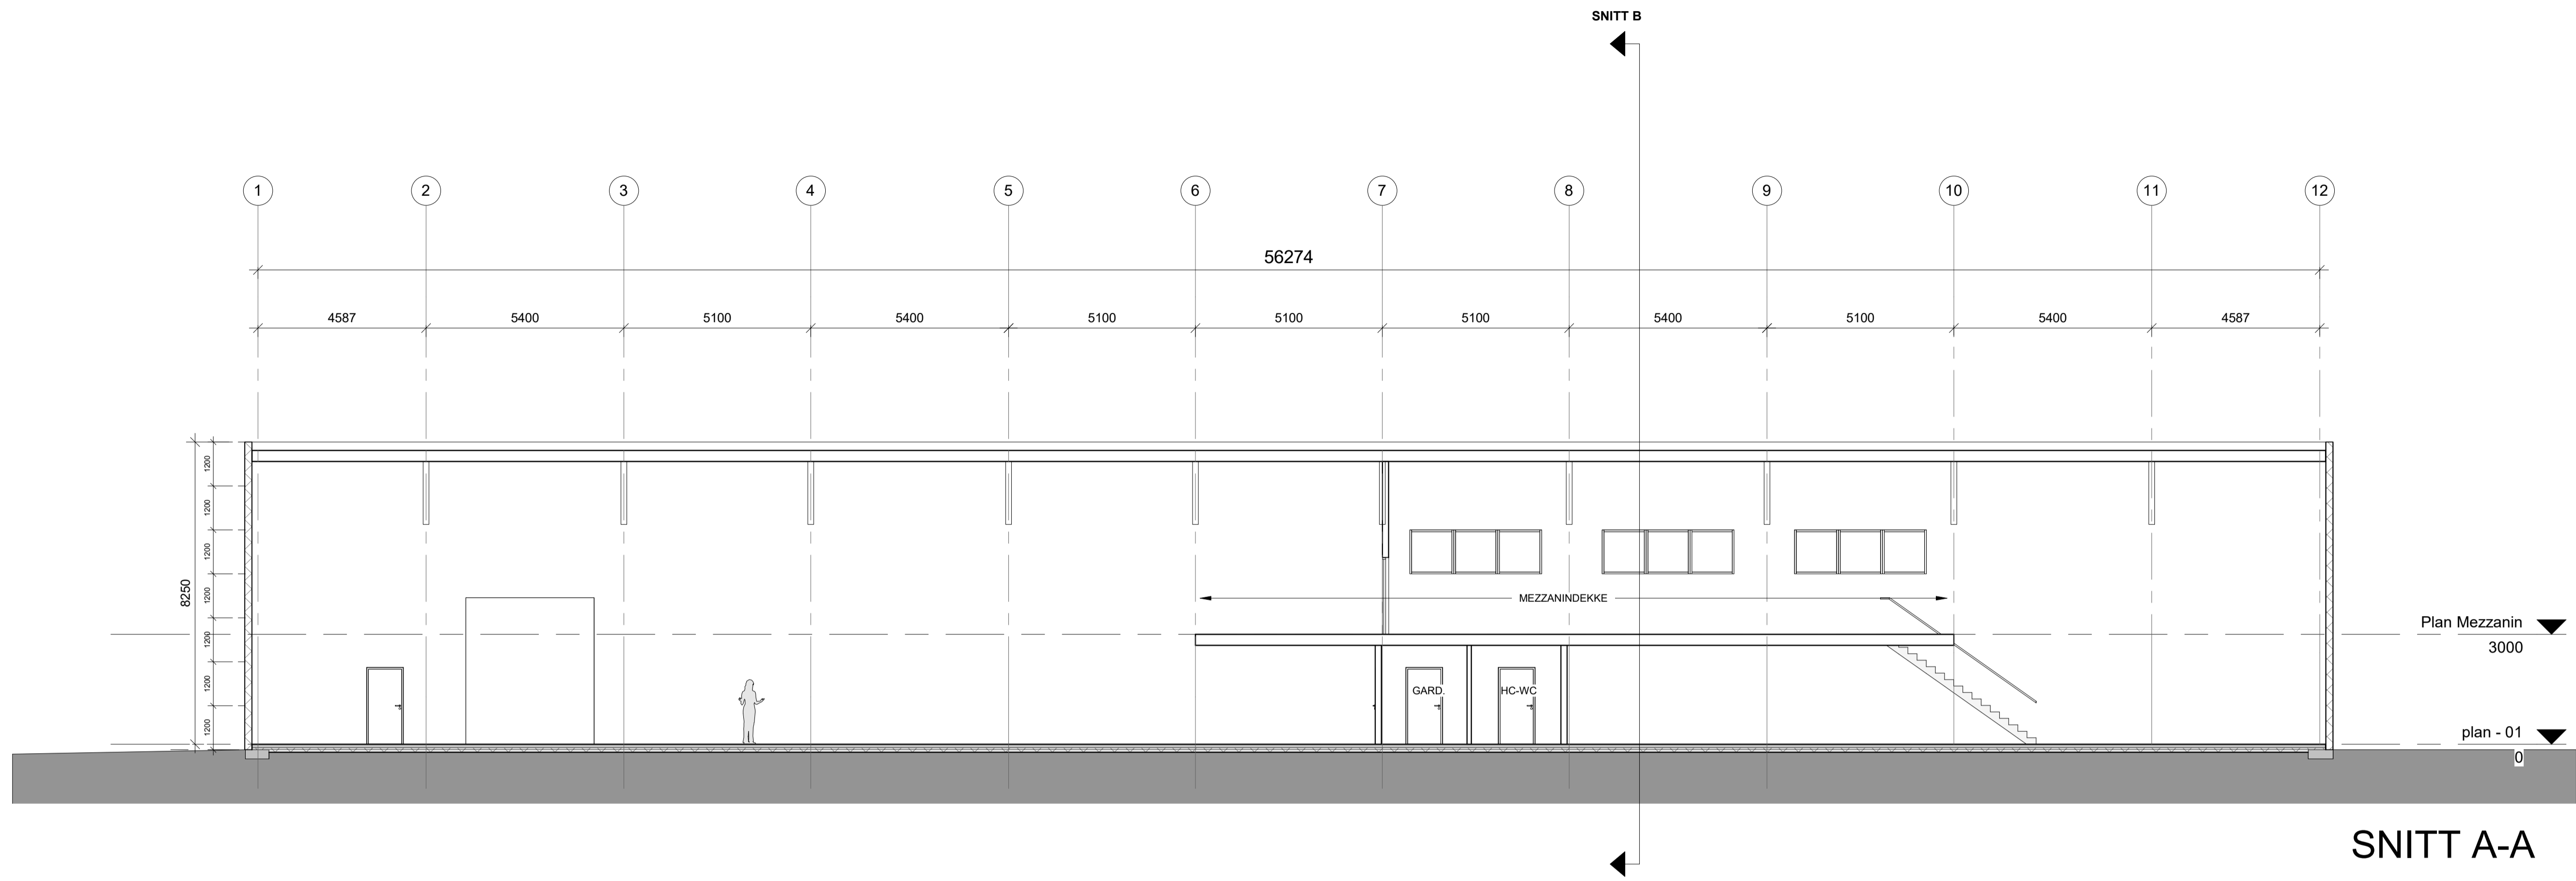 SNITT B
1 2 3 4 5 6 7 8 9 10 11 12
56274
4587 5400 5100 5400 5100 5100 5100 5400 5100 5400 4587
8250
1200
1200
1200
1200
1200
1200
1200
MEZZANINDEKKE
Plan Mezzanin
3000
GARD. HC-WC
plan - 01
0
SNITT A-A